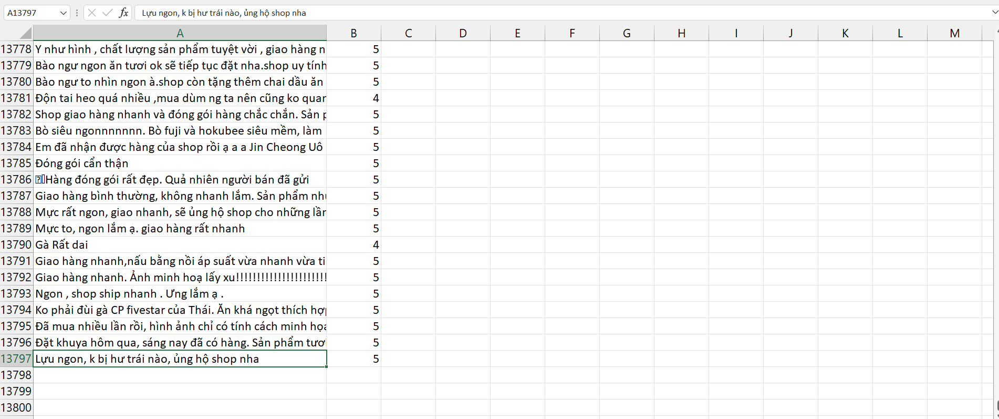 A13797 fx Lựu ngon, k bị hư trái nào, ủng hộ shop nha
A B C D E F G H I J K L M
13778 Y như hình , chất lượng sản phẩm tuyệt vời , giao hàng n 5
13779 Bào ngư ngon ăn tươi ok sẽ tiếp tục đặt nha.shop uy tính 5
13780 Bào ngư to nhìn ngon à.shop còn tặng thêm chai dầu ăn 5
13781 Độn tai heo quá nhiều ,mua dùm ng ta nên cũng ko quan 4
13782 Shop giao hàng nhanh và đóng gói hàng chắc chắn. Sản p 5
13783 Bò siêu ngonnnnnnn. Bò fuji và hokubee siêu mềm, làm 5
13784 Em đã nhận được hàng của shop rồi ạ a a Jin Cheong Uô 5
13785 Đóng gói cẩn thận 5
13786 Hàng đóng gói rất đẹp. Quả nhiên người bán đã gửi 5
13787 Giao hàng bình thường, không nhanh lắm. Sản phẩm như 5
13788 Mực rất ngon, giao nhanh, sẽ ủng hộ shop cho những lần 5
13789 Mực to, ngon lắm ạ. giao hàng rất nhanh 5
13790 Gà Rất dai 4
13791 Giao hàng nhanh,nấu bằng nồi áp suất vừa nhanh vừa ti 5
13792 Giao hàng nhanh. Ảnh minh hoạ lấy xu!!!!!!!!!!!!!!!!!!!!!! 5
13793 Ngon , shop ship nhanh . Ưng lắm ạ . 5
13794 Ko phải đùi gà CP fivestar của Thái. Ăn khá ngọt thích hợp 5
13795 Đã mua nhiều lần rồi, hình ảnh chỉ có tính cách minh họa 5
13796 Đặt khuya hôm qua, sáng nay đã có hàng. Sản phẩm tươi 5
13797 Lựu ngon, k bị hư trái nào, ủng hộ shop nha 5
13798
13799
13800